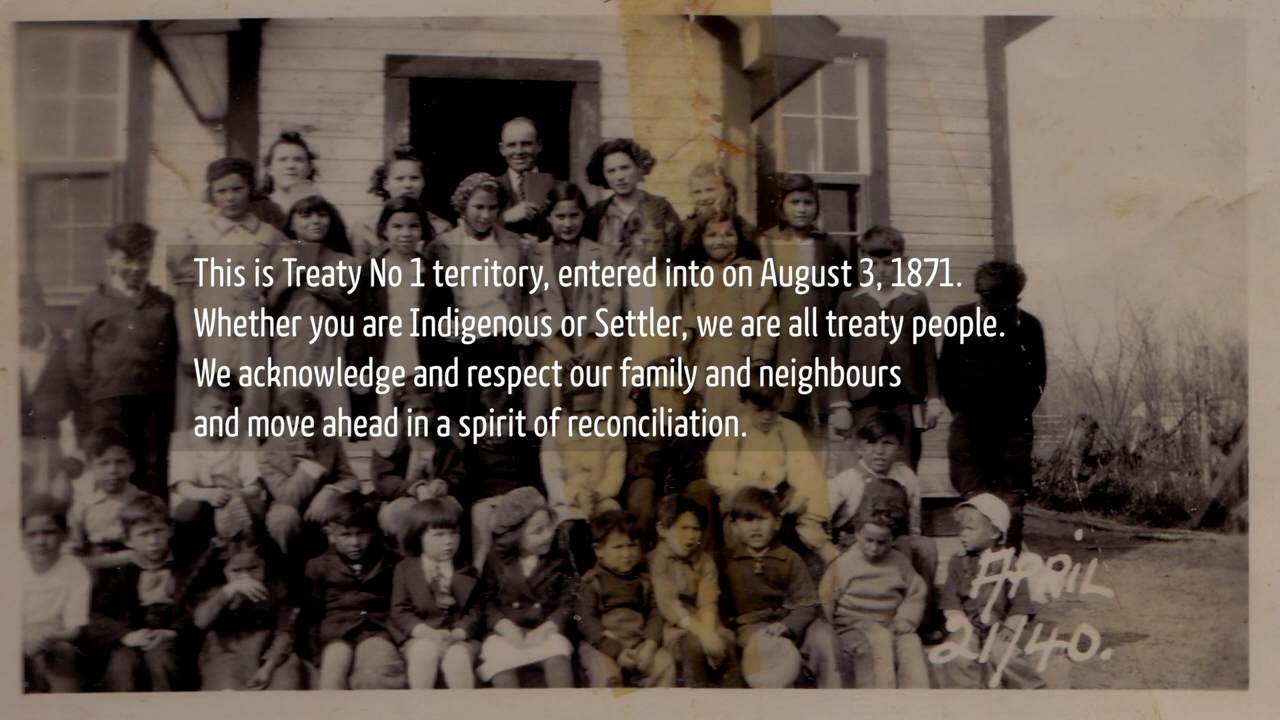 This is Treaty No 1 territory, entered into on August 3, 1871.
Whether you are Indigenous or Settler, we are all treaty people.
We acknowledge and respect our family and neighbours
and move ahead in a spirit of reconciliation.
APRIL
21/40.